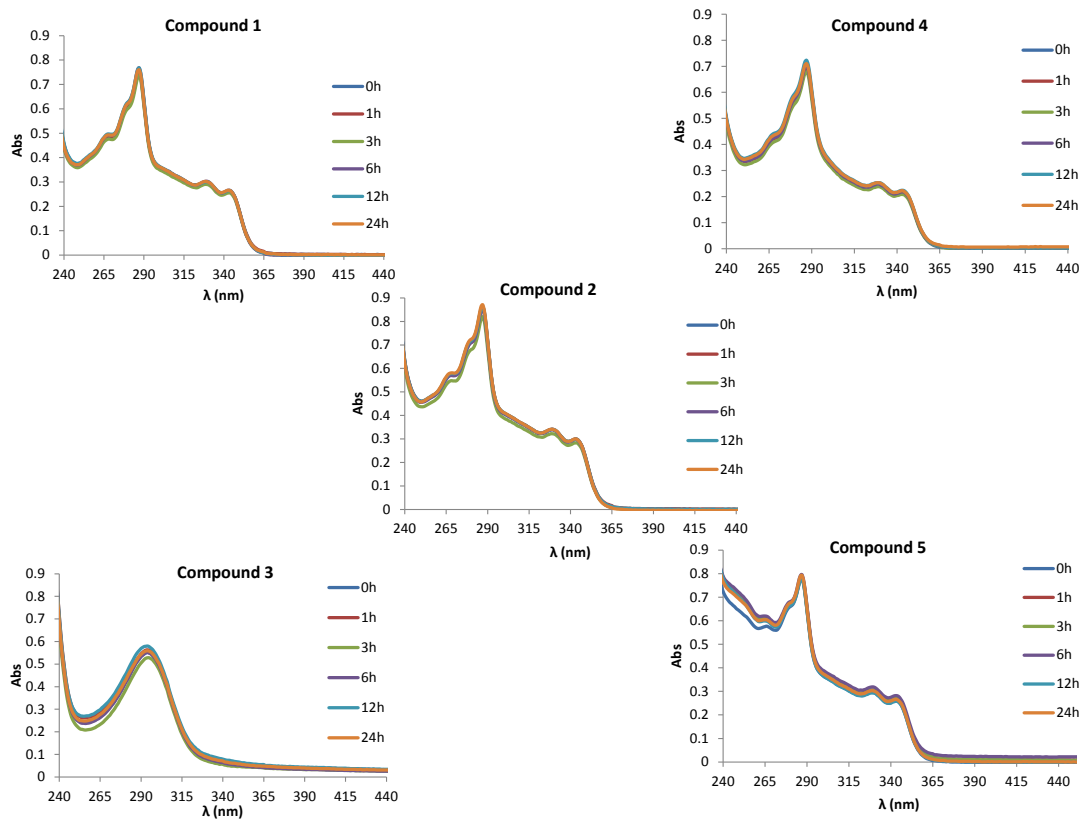 Compound 1
0.9
0.8
0.7
0.6
0.5
0.4
0.3
0.2
0.1
0
Abs
240 265 290 315 340 365 390 415 440
λ (nm)
0h
1h
3h
6h
12h
24h
Compound 4
0.9
0.8
0.7
0.6
0.5
0.4
0.3
0.2
0.1
0
Abs
240 265 290 315 340 365 390 415 440
λ (nm)
0h
1h
3h
6h
12h
24h
Compound 2
0.9
0.8
0.7
0.6
0.5
0.4
0.3
0.2
0.1
0
Abs
240 265 290 315 340 365 390 415 440
λ (nm)
0h
1h
3h
6h
12h
24h
Compound 3
0.9
0.8
0.7
0.6
0.5
0.4
0.3
0.2
0.1
0
Abs
240 265 290 315 340 365 390 415 440
λ (nm)
0h
1h
3h
6h
12h
24h
Compound 5
0.9
0.8
0.7
0.6
0.5
0.4
0.3
0.2
0.1
0
Abs
240 265 290 315 340 365 390 415 440
λ (nm)
0h
1h
3h
6h
12h
24h